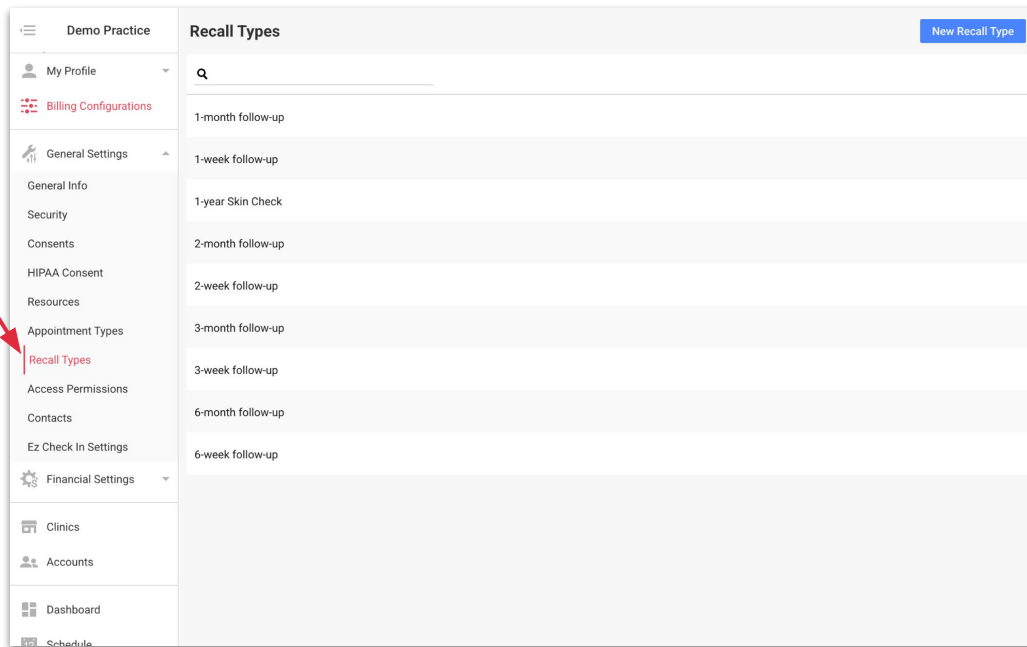 Demo Practice
Recall Types
New Recall Type
My Profile
Billing Configurations
General Settings
General Info
Security
Consents
HIPAA Consent
Resources
Appointment Types
Recall Types
Access Permissions
Contacts
Ez Check In Settings
Financial Settings
Clinics
Accounts
Dashboard
Schedule
1-month follow-up
1-week follow-up
1-year Skin Check
2-month follow-up
2-week follow-up
3-month follow-up
3-week follow-up
6-month follow-up
6-week follow-up